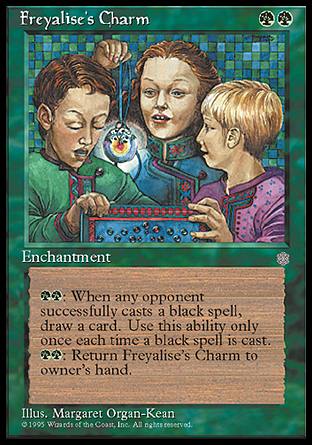 Freyalise's Charm
Enchantment
: When any opponent
successfully casts a black spell,
draw a card. Use this ability only
once each time a black spell is cast.
: Return Freyalise's Charm to
owner's hand.
Illus. Margaret Organ-Kean
©1995 Wizards of the Coast, Inc. All rights reserved.